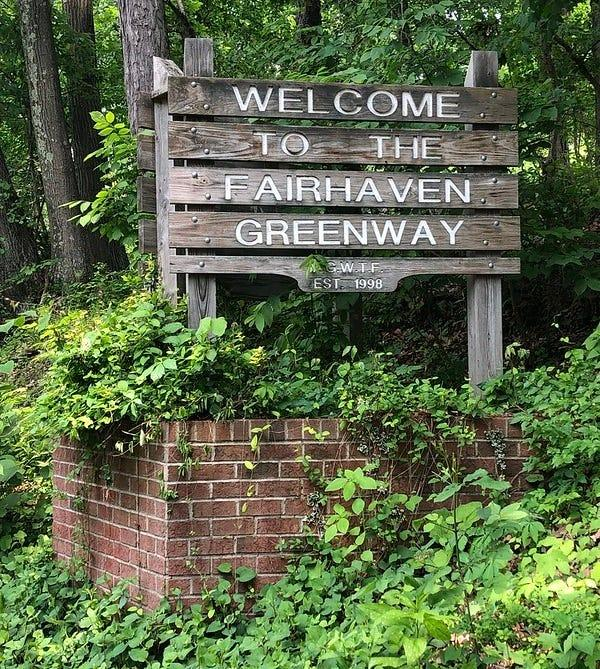 WELCOME
TO THE
FAIRHAVEN
GREENWAY
G.W.T.F.
EST. 1998